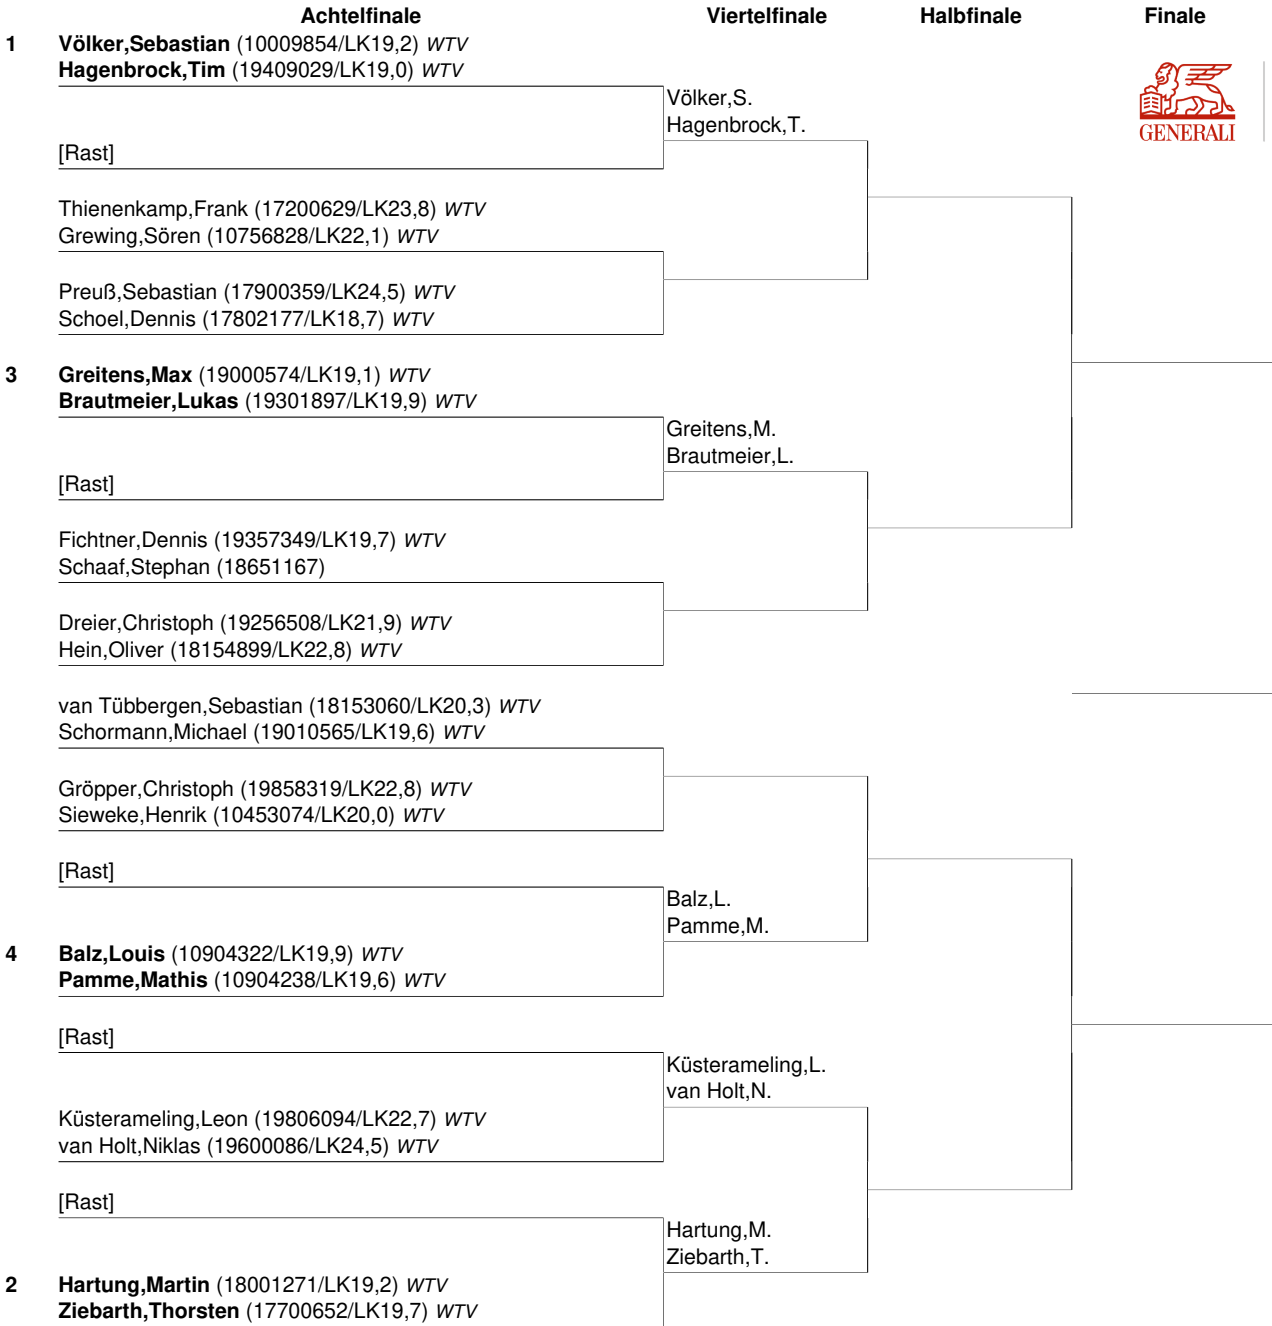 Achtelfinale Viertelfinale Halbfinale Finale
1 Völker,Sebastian (10009854/LK19,2) WTV
Hagenbrock,Tim (19409029/LK19,0) WTV
GENERALI
Völker,S.
Hagenbrock,T.
[Rast]
Thienenkamp,Frank (17200629/LK23,8) WTV
Grewing,Sören (10756828/LK22,1) WTV
Preuß,Sebastian (17900359/LK24,5) WTV
Schoel,Dennis (17802177/LK18,7) WTV
3 Greitens,Max (19000574/LK19,1) WTV
Brautmeier,Lukas (19301897/LK19,9) WTV
Greitens,M.
Brautmeier,L.
[Rast]
Fichtner,Dennis (19357349/LK19,7) WTV
Schaaf,Stephan (18651167)
Dreier,Christoph (19256508/LK21,9) WTV
Hein,Oliver (18154899/LK22,8) WTV
van Tübbergen,Sebastian (18153060/LK20,3) WTV
Schormann,Michael (19010565/LK19,6) WTV
Gröpper,Christoph (19858319/LK22,8) WTV
Sieweke,Henrik (10453074/LK20,0) WTV
[Rast]
Balz,L.
Pamme,M.
4 Balz,Louis (10904322/LK19,9) WTV
Pamme,Mathis (10904238/LK19,6) WTV
[Rast]
Küsterameling,L.
van Holt,N.
Küsterameling,Leon (19806094/LK22,7) WTV
van Holt,Niklas (19600086/LK24,5) WTV
[Rast]
Hartung,M.
Ziebarth,T.
2 Hartung,Martin (18001271/LK19,2) WTV
Ziebarth,Thorsten (17700652/LK19,7) WTV